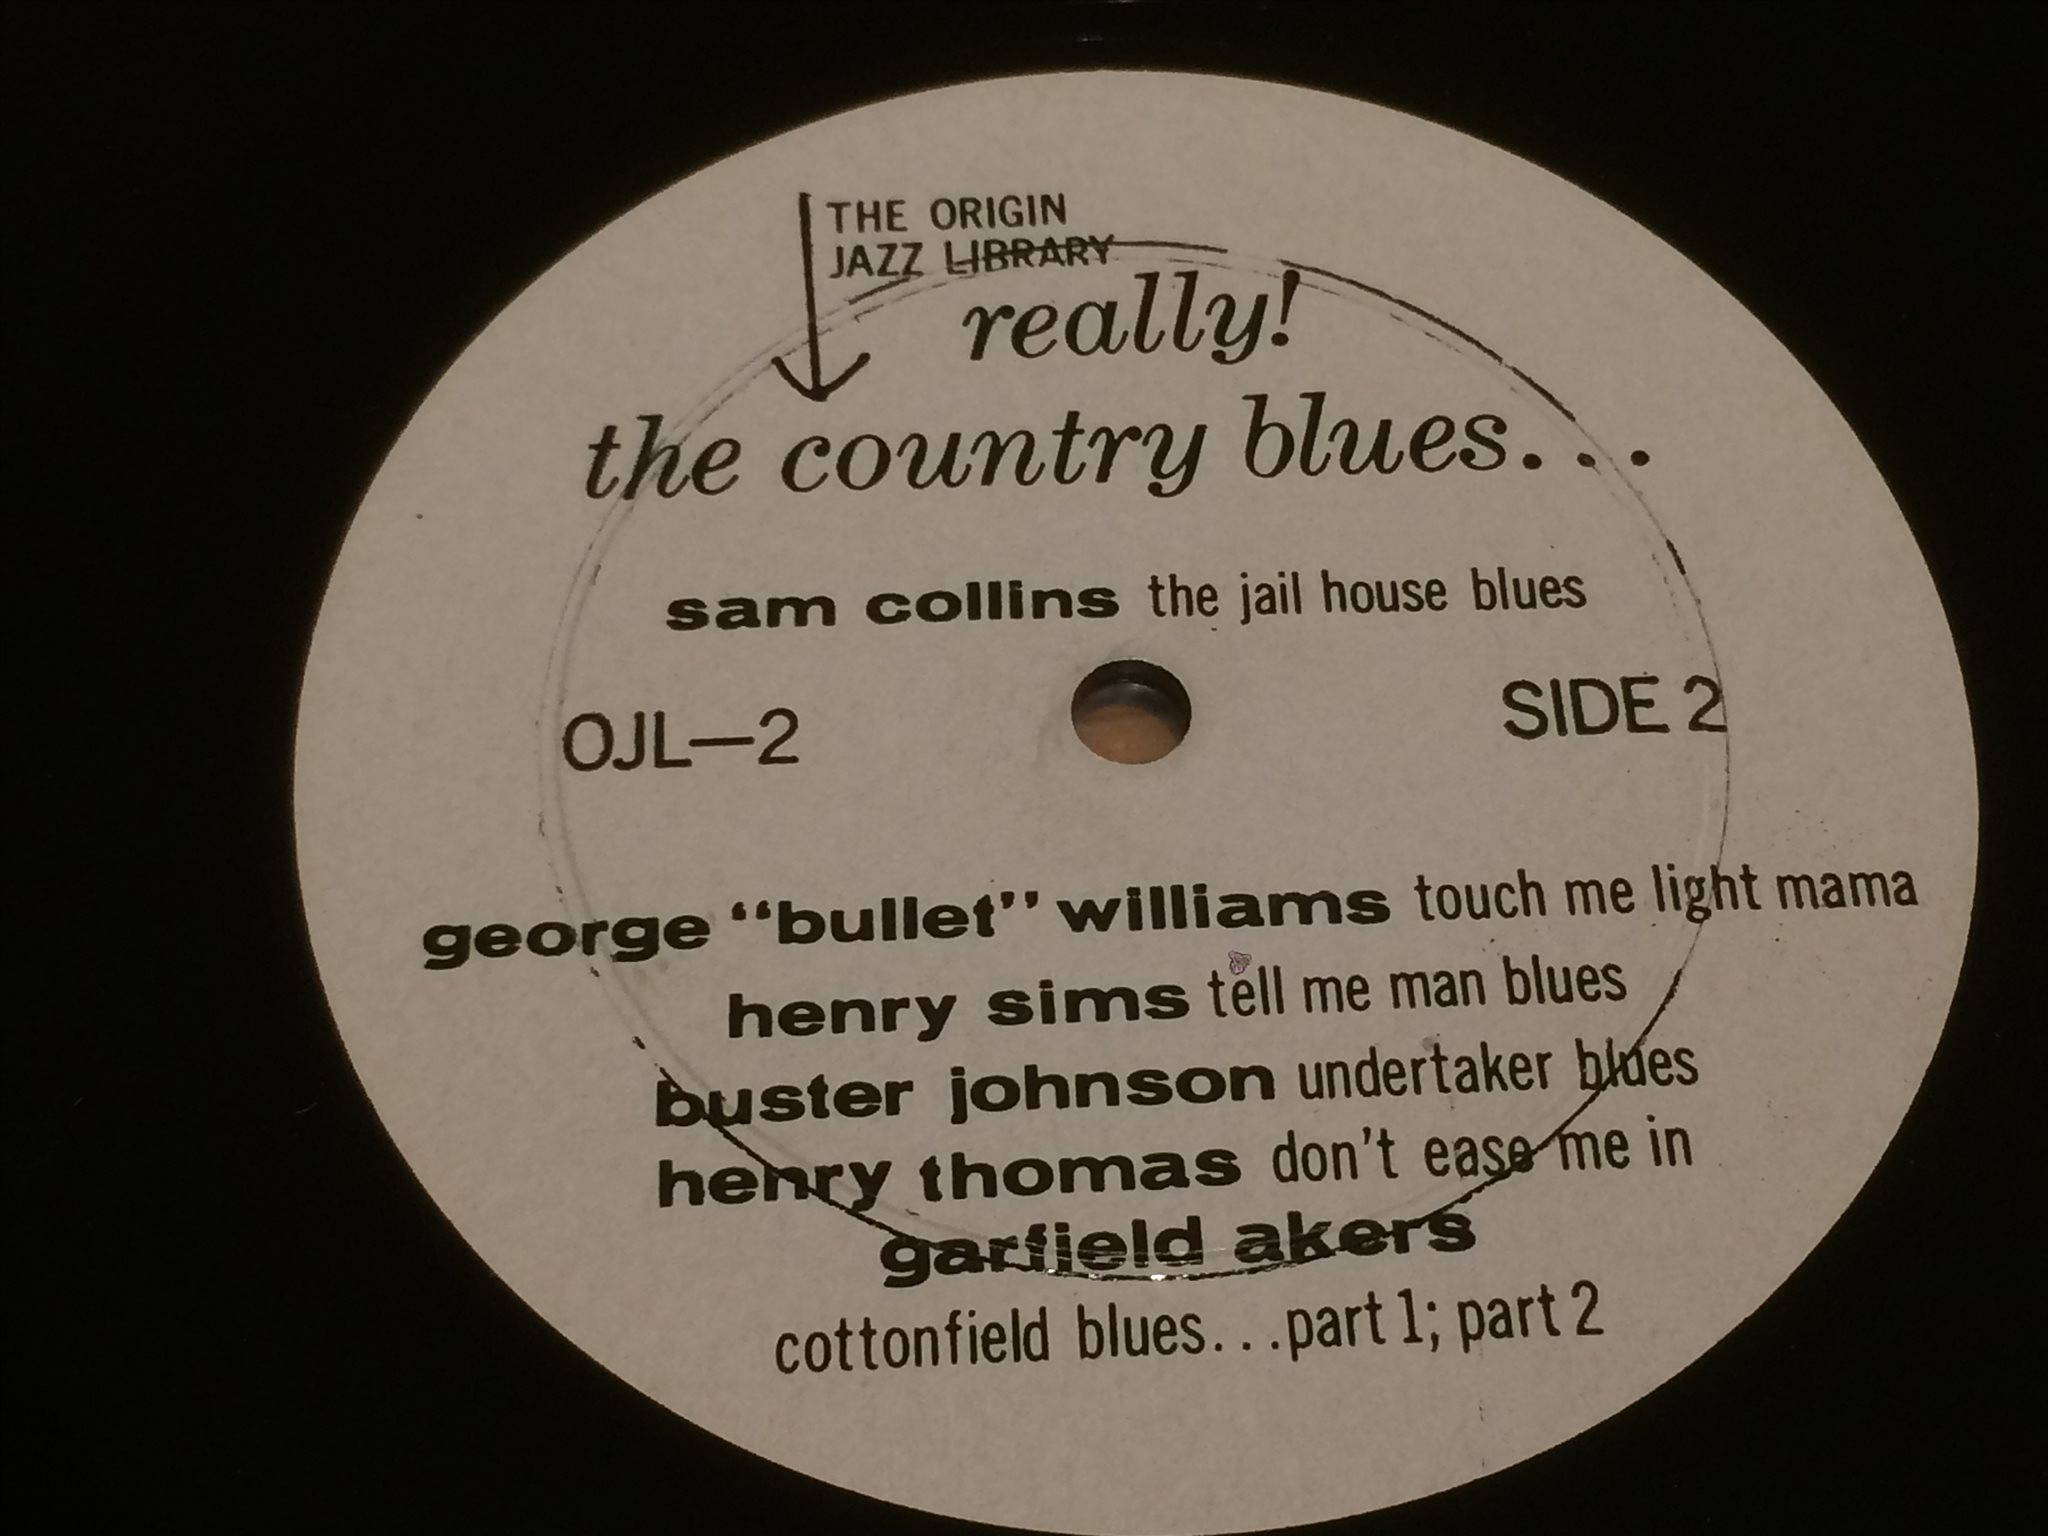 THE ORIGIN
JAZZ LIBRARY
really!
the country blues...
sam collins the jail house blues
OJL—2
SIDE 2
george “bullet” williams touch me light mama
henry sims tell me man blues
buster johnson undertaker blues
henry thomas don't ease me in
garfield akers
cottonfield blues...part 1; part 2